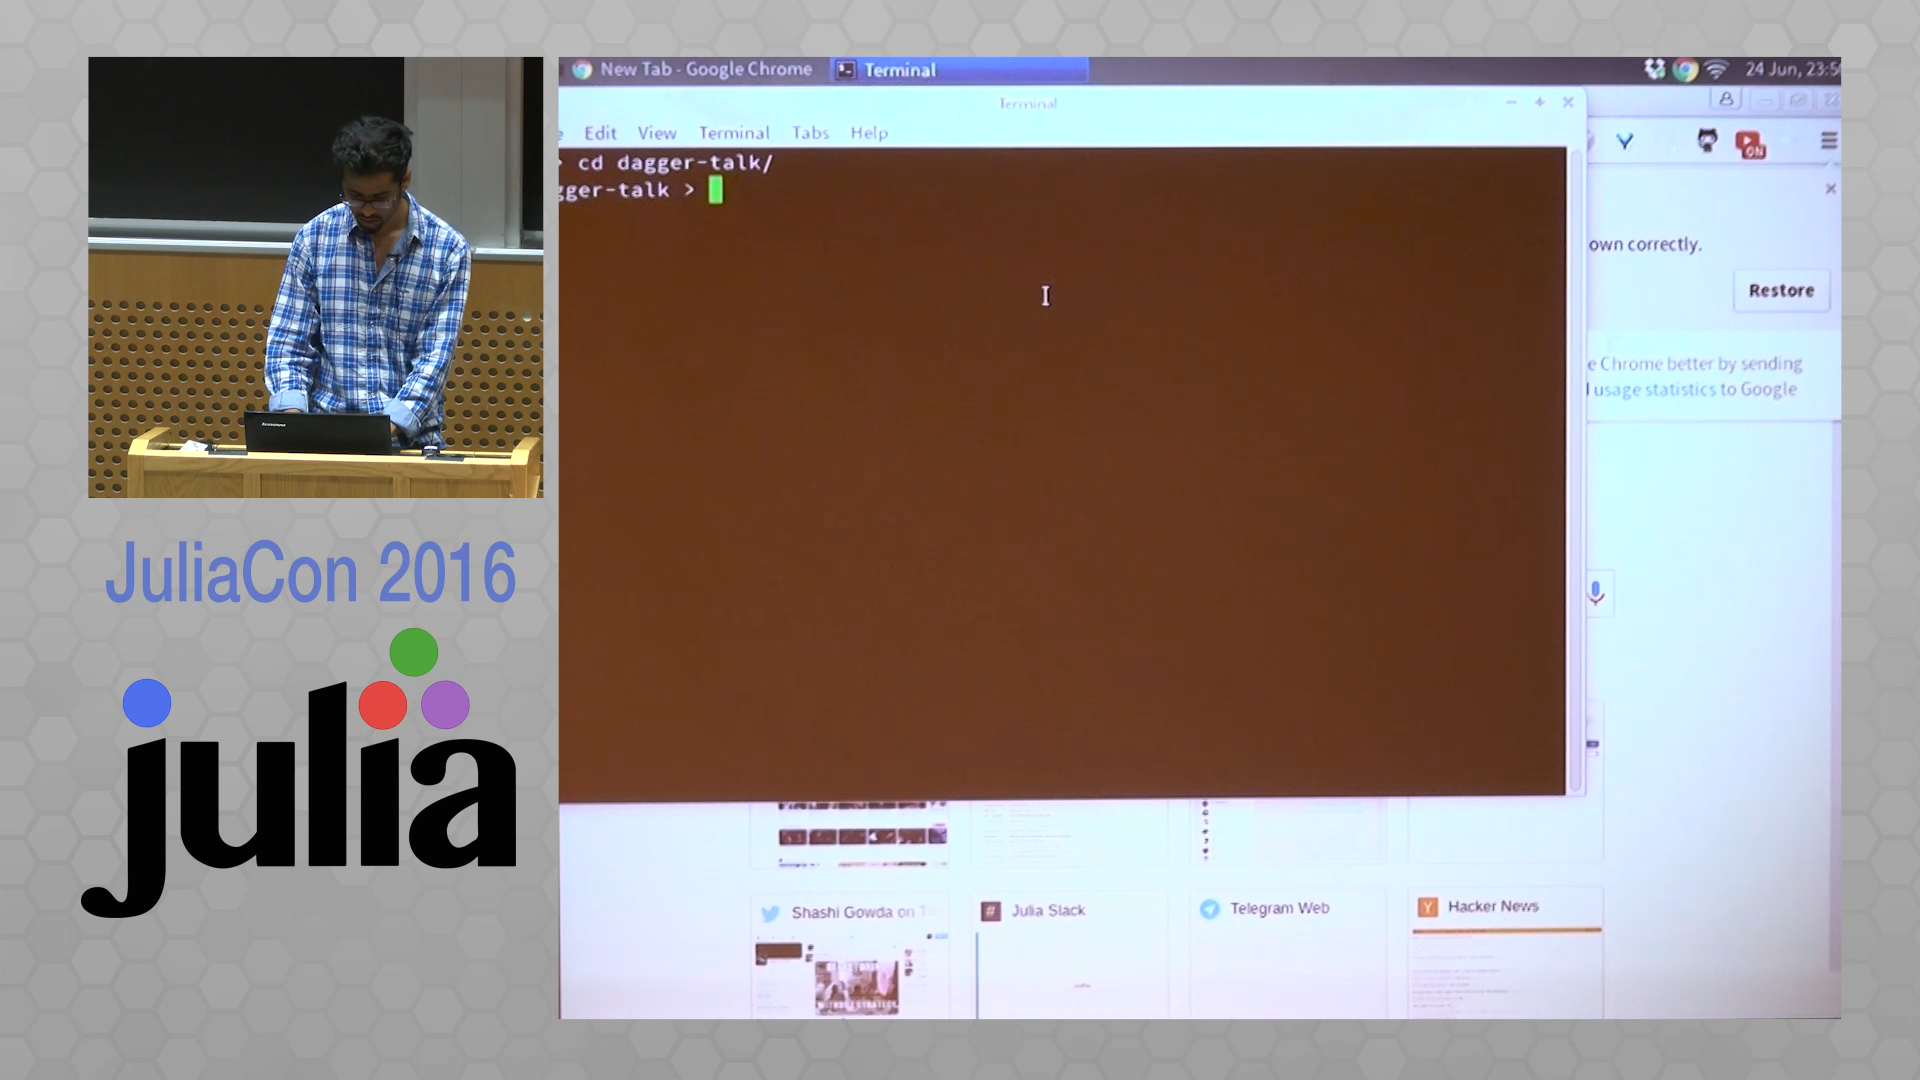 New Tab - Google Chrome
Terminal
24 Jun, 23:5
Terminal
Edit View Terminal Tabs Help
cd dagger-talk/
gger-talk >
ON
own correctly.
Restore
e Chrome better by sending
usage statistics to Google
JuliaCon 2016
julia
Shashi Gowda on
# Julia Slack
Telegram Web
Y Hacker News